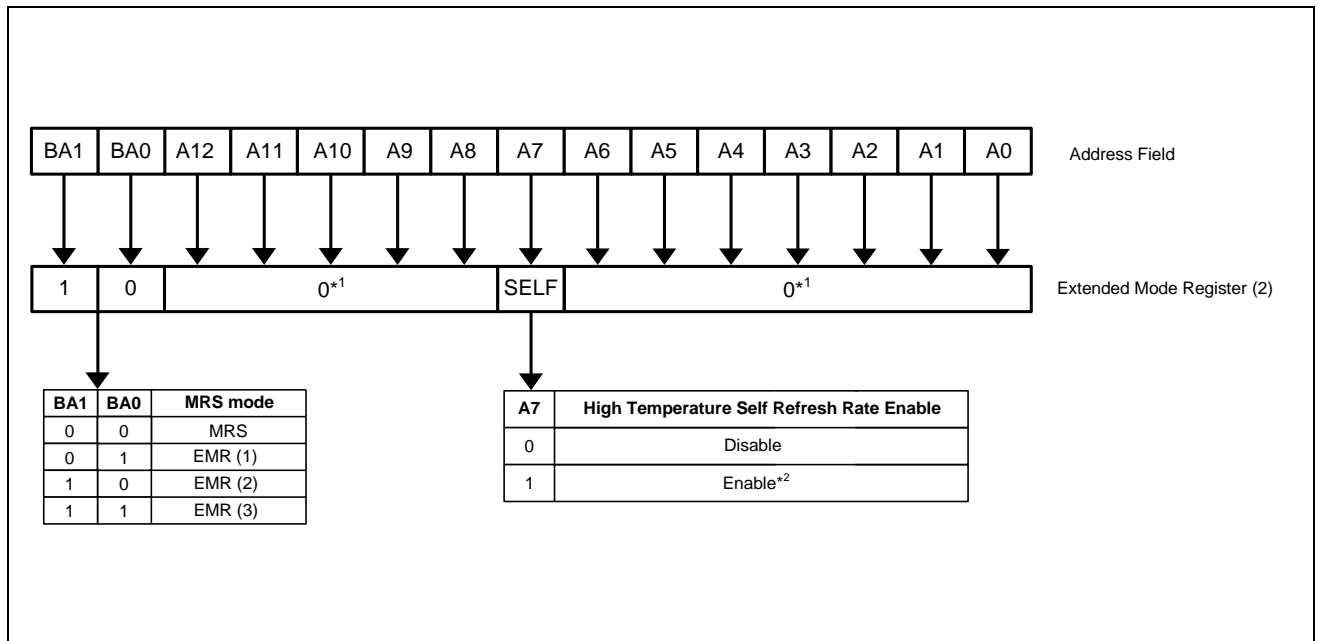 BA1 BA0 A12 A11 A10 A9 A8 A7 A6 A5 A4 A3 A2 A1 A0 Address Field
1 0 0*1 SELF 0*1 Extended Mode Register (2)
BA1 BA0 MRS mode
0 0 MRS
0 1 EMR (1)
1 0 EMR (2)
1 1 EMR (3)
A7 High Temperature Self Refresh Rate Enable
0 Disable
1 Enable*2